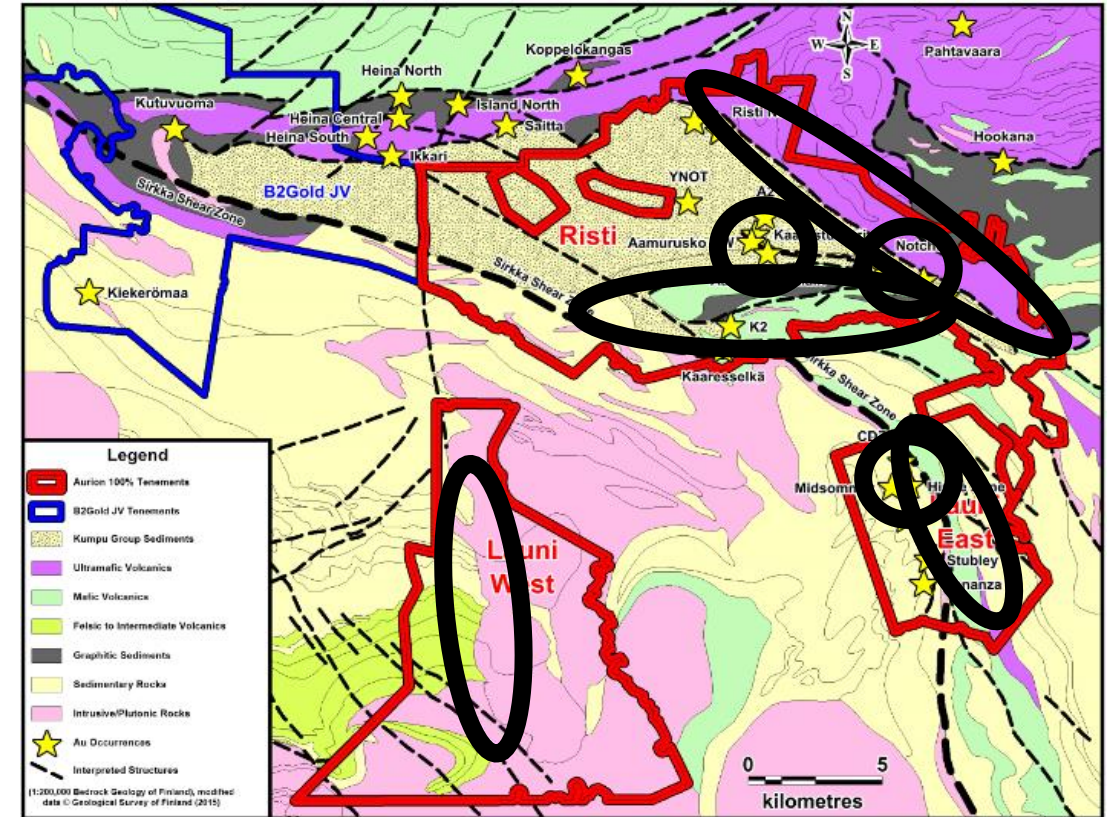 N
W E
S
Pahtavaara
Koppelokangas
Heina North
Kutuvuoma
Island North
Heina Central
Saitta
Heina South
Risti
Hookana
Ikkari
YNOT
Sirkka Shear Zone
B2Gold JV
Risti
Aamurusko
Notch
Sirkka Shear
Kiekerömaa
K2
Kaaresselkä
Sirkka Shear Zone
Midsomm
East
West
Stubley
0 5
kilometres
Legend
Aurion 100% Tenements
B2Gold JV Tenements
Kumpu Group Sediments
Ultramafic Volcanics
Mafic Volcanics
Felsic to Intermediate Volcanics
Graphitic Sediments
Sedimentary Rocks
Intrusive/Plutonic Rocks
Au Occurrences
Interpreted Structures
(1:200,000 Bedrock Geology of Finland), modified
data © Geological Survey of Finland (2015)